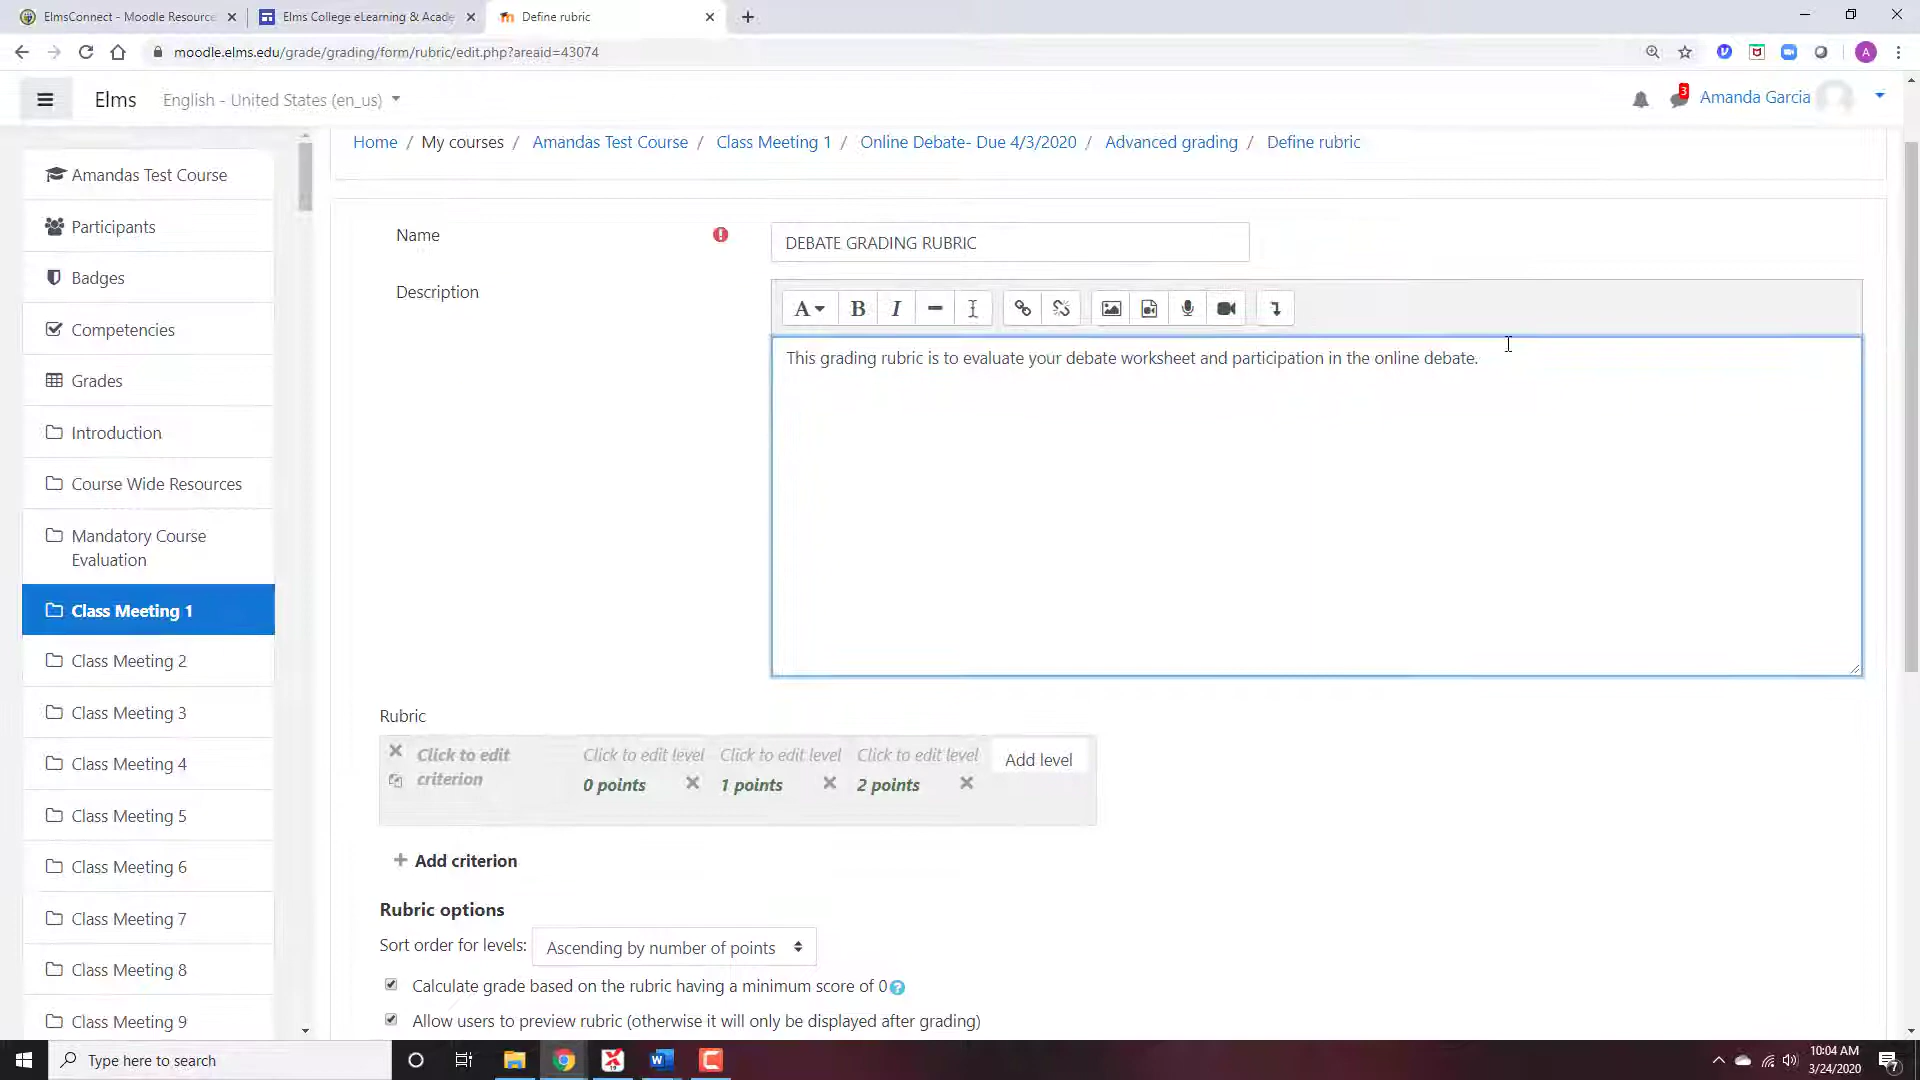 ElmsConnect - Moodle Resource
Elms College eLearning & Acade
Define rubric
moodle.elms.edu/grade/grading/form/rubric/edit.php?areaid=43074
A
Elms
English - United States (en_us)
3
Amanda Garcia
Home / My courses / Amandas Test Course / Class Meeting 1 / Online Debate- Due 4/3/2020 / Advanced grading / Define rubric
Amandas Test Course
Participants
Badges
Competencies
Grades
Introduction
Course Wide Resources
Mandatory Course
Evaluation
Class Meeting 1
Class Meeting 2
Class Meeting 3
Class Meeting 4
Class Meeting 5
Class Meeting 6
Class Meeting 7
Class Meeting 8
Class Meeting 9
Name
DEBATE GRADING RUBRIC
Description
A B I
This grading rubric is to evaluate your debate worksheet and participation in the online debate.
Rubric
Click to edit
criterion
Click to edit level
0 points
Click to edit level
1 points
Click to edit level
2 points
Add level
+ Add criterion
Rubric options
Sort order for levels: Ascending by number of points
Calculate grade based on the rubric having a minimum score of 0 ?
Allow users to preview rubric (otherwise it will only be displayed after grading)
Type here to search
10:04 AM
3/24/2020
7